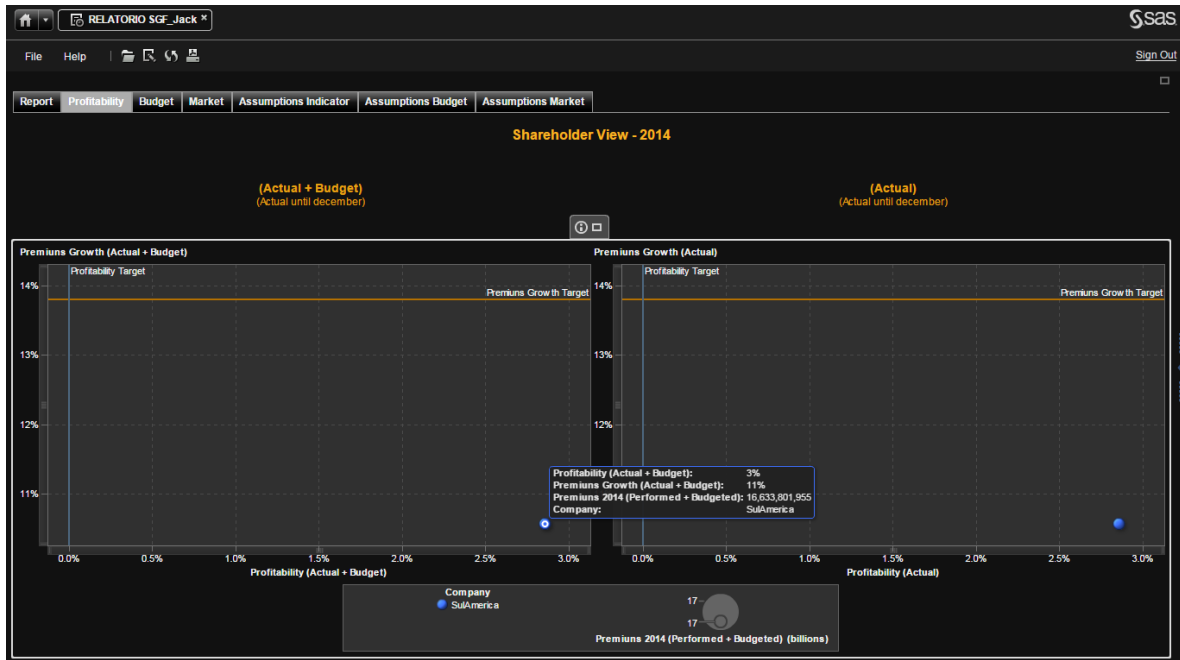 RELATORIO SGF_Jack ×
sas
File Help
Sign Out
Report Profitability Budget Market Assumptions Indicator Assumptions Budget Assumptions Market
Shareholder View - 2014
(Actual + Budget)
(Actual until december)
(Actual)
(Actual until december)
Premiuns Growth (Actual + Budget)
Profitability Target
Premiuns Growth Target
14%
13%
12%
11%
0.0% 0.5% 1.0% 1.5% 2.0% 2.5% 3.0%
Profitability (Actual + Budget)
Profitability (Actual + Budget): 3%
Premiuns Growth (Actual + Budget): 11%
Premiuns 2014 (Performed + Budgeted): 16,633,801,955
Company: SulAmerica
Premiuns Growth (Actual)
Profitability Target
Premiuns Growth Target
14%
13%
12%
0.0% 0.5% 1.0% 1.5% 2.0% 2.5% 3.0%
Profitability (Actual)
Company
SulAmerica
17
17
Premiuns 2014 (Performed + Budgeted) (billions)